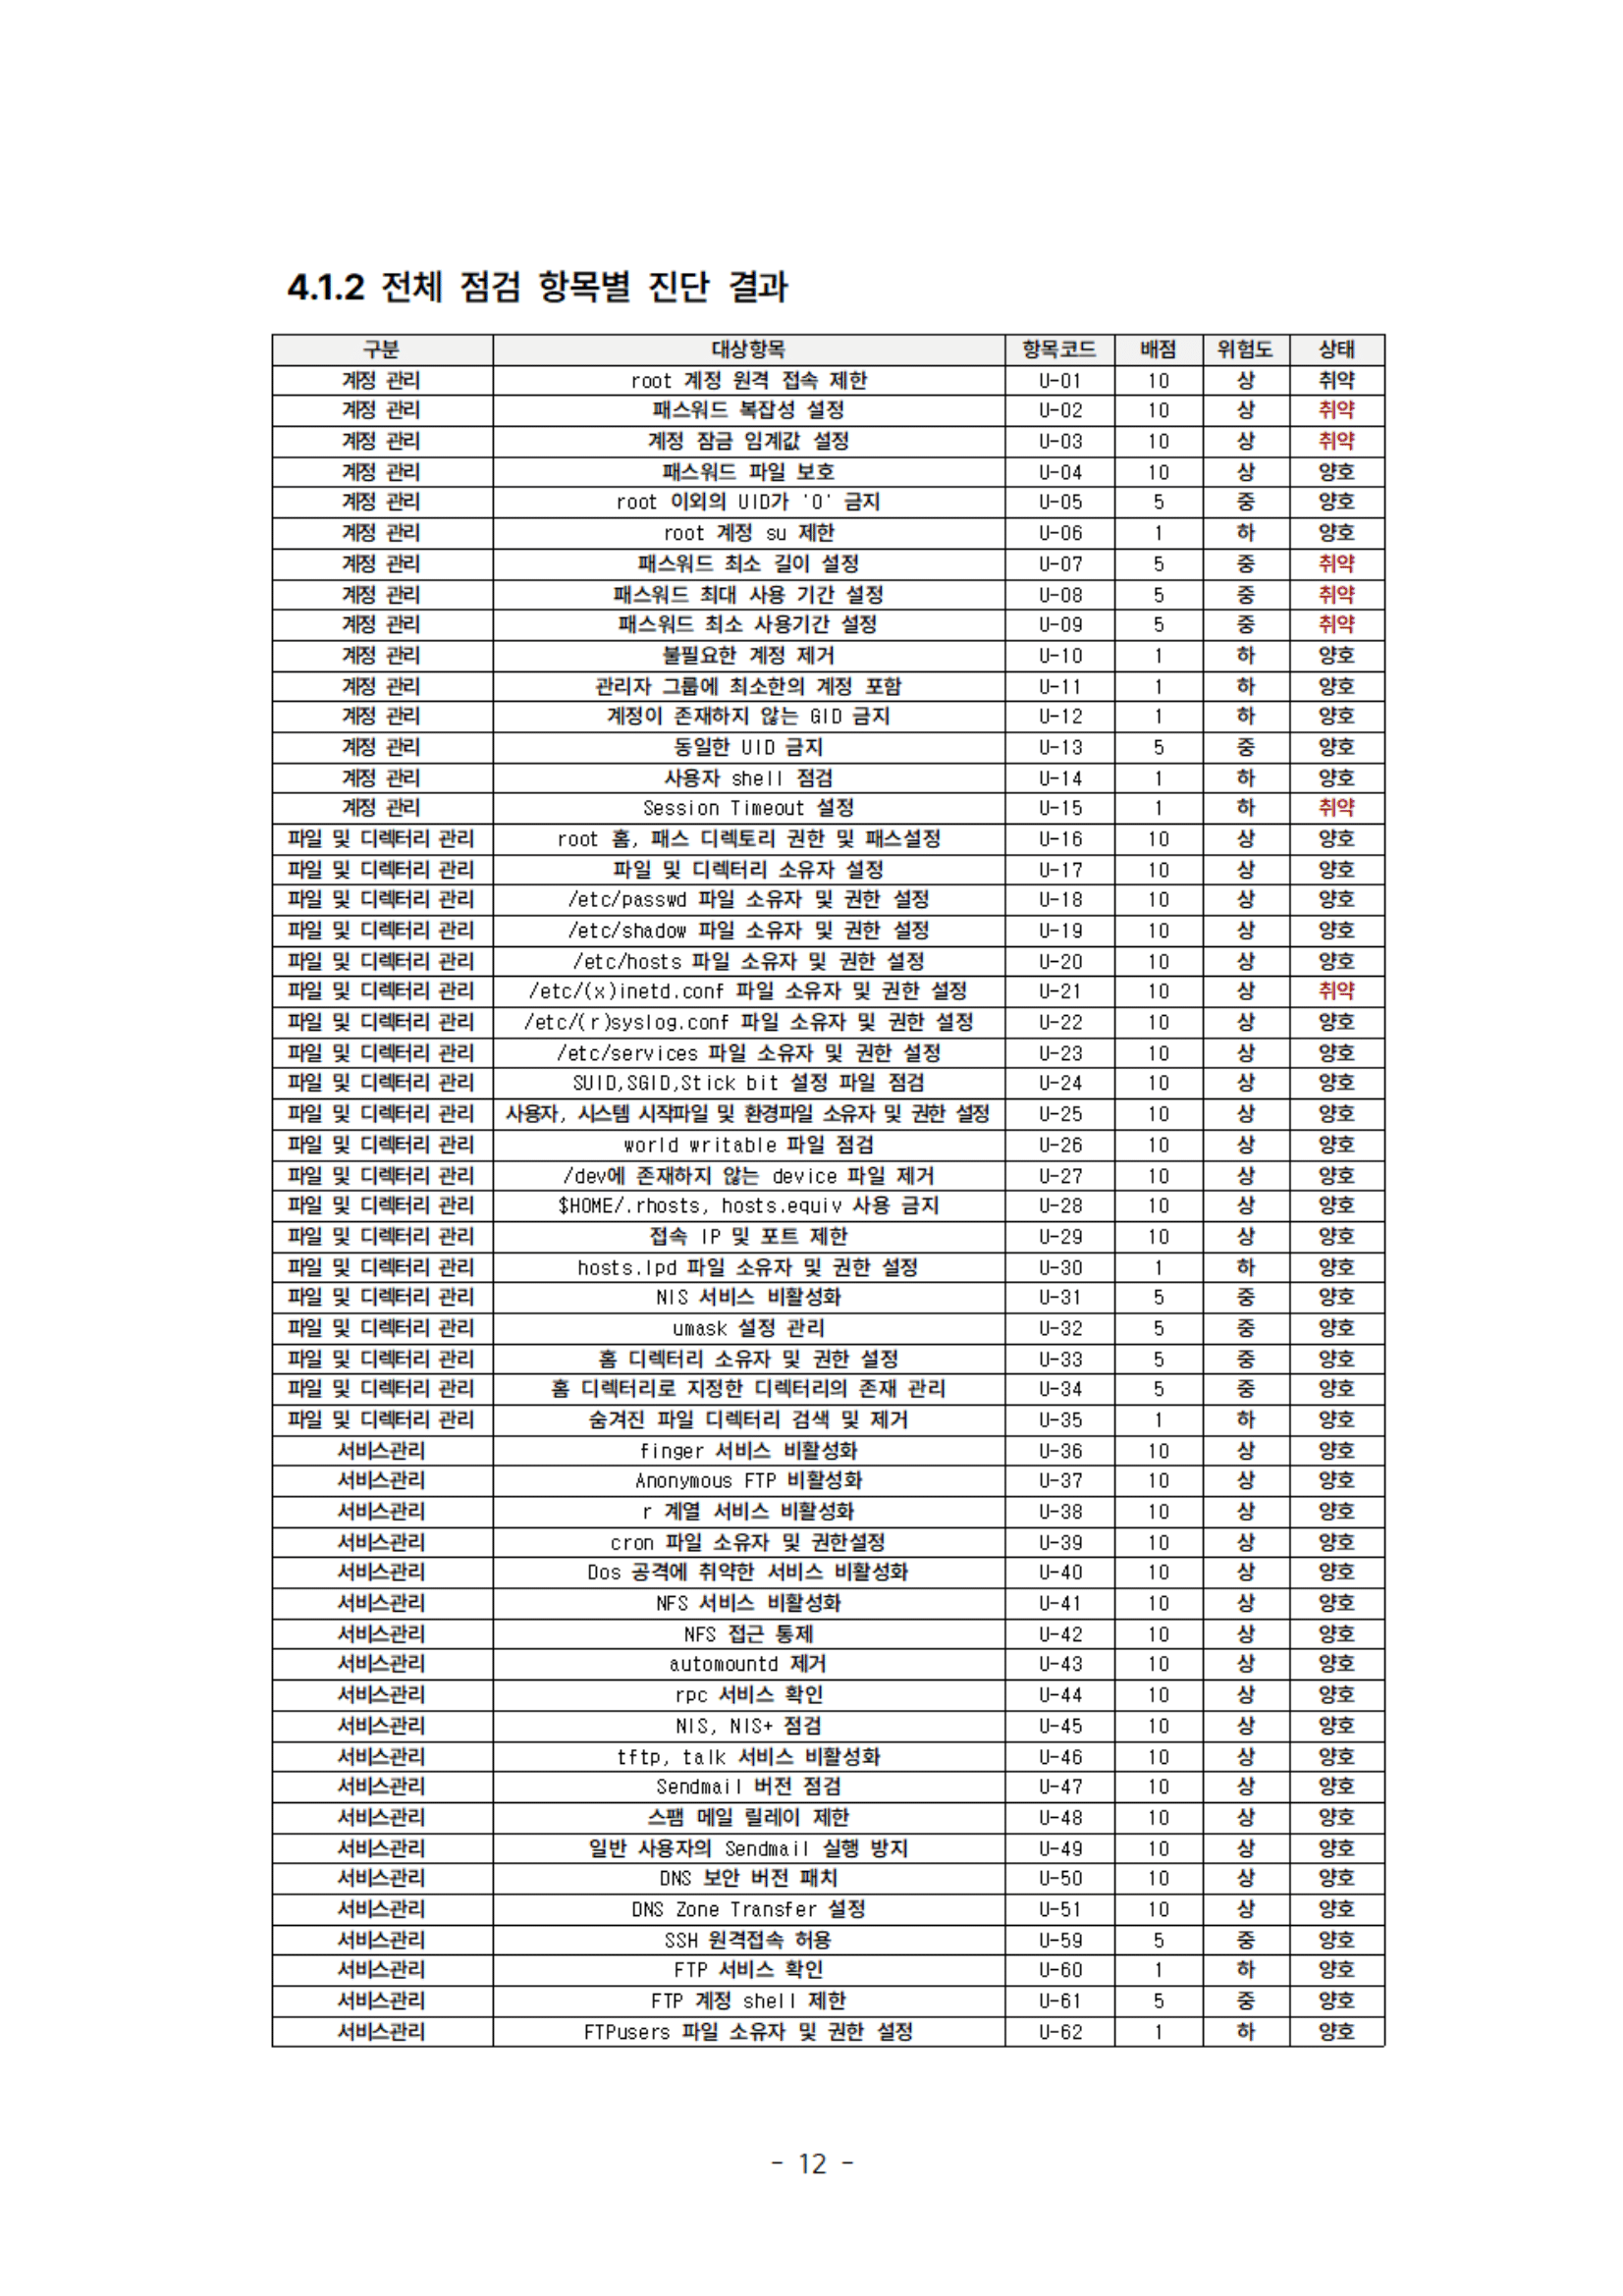 4.1.2 전체 점검 항목별 진단 결과
구분 대상항목 항목코드 배점 위험도 상태
계정 관리 root 계정 원격 접속 제한 U-01 10 상 취약
계정 관리 패스워드 복잡성 설정 U-02 10 상 취약
계정 관리 계정 잠금 임계값 설정 U-03 10 상 취약
계정 관리 패스워드 파일 보호 U-04 10 상 양호
계정 관리 root 이외의 UID가 '0' 금지 U-05 5 중 양호
계정 관리 root 계정 su 제한 U-06 1 하 양호
계정 관리 패스워드 최소 길이 설정 U-07 5 중 취약
계정 관리 패스워드 최대 사용 기간 설정 U-08 5 중 취약
계정 관리 패스워드 최소 사용기간 설정 U-09 5 중 취약
계정 관리 불필요한 계정 제거 U-10 1 하 양호
계정 관리 관리자 그룹에 최소한의 계정 포함 U-11 1 하 양호
계정 관리 계정이 존재하지 않는 GID 금지 U-12 1 하 양호
계정 관리 동일한 UID 금지 U-13 5 중 양호
계정 관리 사용자 shell 점검 U-14 1 하 양호
계정 관리 Session Timeout 설정 U-15 1 하 취약
파일 및 디렉터리 관리 root 홈, 패스 디렉토리 권한 및 패스설정 U-16 10 상 양호
파일 및 디렉터리 관리 파일 및 디렉터리 소유자 설정 U-17 10 상 양호
파일 및 디렉터리 관리 /etc/passwd 파일 소유자 및 권한 설정 U-18 10 상 양호
파일 및 디렉터리 관리 /etc/shadow 파일 소유자 및 권한 설정 U-19 10 상 양호
파일 및 디렉터리 관리 /etc/hosts 파일 소유자 및 권한 설정 U-20 10 상 양호
파일 및 디렉터리 관리 /etc/(x)inetd.conf 파일 소유자 및 권한 설정 U-21 10 상 취약
파일 및 디렉터리 관리 /etc/(r)syslog.conf 파일 소유자 및 권한 설정 U-22 10 상 양호
파일 및 디렉터리 관리 /etc/services 파일 소유자 및 권한 설정 U-23 10 상 양호
파일 및 디렉터리 관리 SUID,SGID,Stick bit 설정 파일 점검 U-24 10 상 양호
파일 및 디렉터리 관리 사용자, 시스템 시작파일 및 환경파일 소유자 및 권한 설정 U-25 10 상 양호
파일 및 디렉터리 관리 world writable 파일 점검 U-26 10 상 양호
파일 및 디렉터리 관리 /dev에 존재하지 않는 device 파일 제거 U-27 10 상 양호
파일 및 디렉터리 관리 $HOME/.rhosts, hosts.equiv 사용 금지 U-28 10 상 양호
파일 및 디렉터리 관리 접속 IP 및 포트 제한 U-29 10 상 양호
파일 및 디렉터리 관리 hosts.lpd 파일 소유자 및 권한 설정 U-30 1 하 양호
파일 및 디렉터리 관리 NIS 서비스 비활성화 U-31 5 중 양호
파일 및 디렉터리 관리 umask 설정 관리 U-32 5 중 양호
파일 및 디렉터리 관리 홈 디렉터리 소유자 및 권한 설정 U-33 5 중 양호
파일 및 디렉터리 관리 홈 디렉터리로 지정한 디렉터리의 존재 관리 U-34 5 중 양호
파일 및 디렉터리 관리 숨겨진 파일 디렉터리 검색 및 제거 U-35 1 하 양호
서비스관리 finger 서비스 비활성화 U-36 10 상 양호
서비스관리 Anonymous FTP 비활성화 U-37 10 상 양호
서비스관리 r 계열 서비스 비활성화 U-38 10 상 양호
서비스관리 cron 파일 소유자 및 권한설정 U-39 10 상 양호
서비스관리 Dos 공격에 취약한 서비스 비활성화 U-40 10 상 양호
서비스관리 NFS 서비스 비활성화 U-41 10 상 양호
서비스관리 NFS 접근 통제 U-42 10 상 양호
서비스관리 automountd 제거 U-43 10 상 양호
서비스관리 rpc 서비스 확인 U-44 10 상 양호
서비스관리 NIS, NIS+ 점검 U-45 10 상 양호
서비스관리 tftp, talk 서비스 비활성화 U-46 10 상 양호
서비스관리 Sendmail 버전 점검 U-47 10 상 양호
서비스관리 스팸 메일 릴레이 제한 U-48 10 상 양호
서비스관리 일반 사용자의 Sendmail 실행 방지 U-49 10 상 양호
서비스관리 DNS 보안 버전 패치 U-50 10 상 양호
서비스관리 DNS Zone Transfer 설정 U-51 10 상 양호
서비스관리 SSH 원격접속 허용 U-59 5 중 양호
서비스관리 FTP 서비스 확인 U-60 1 하 양호
서비스관리 FTP 계정 shell 제한 U-61 5 중 양호
서비스관리 FTPusers 파일 소유자 및 권한 설정 U-62 1 하 양호
- 12 -